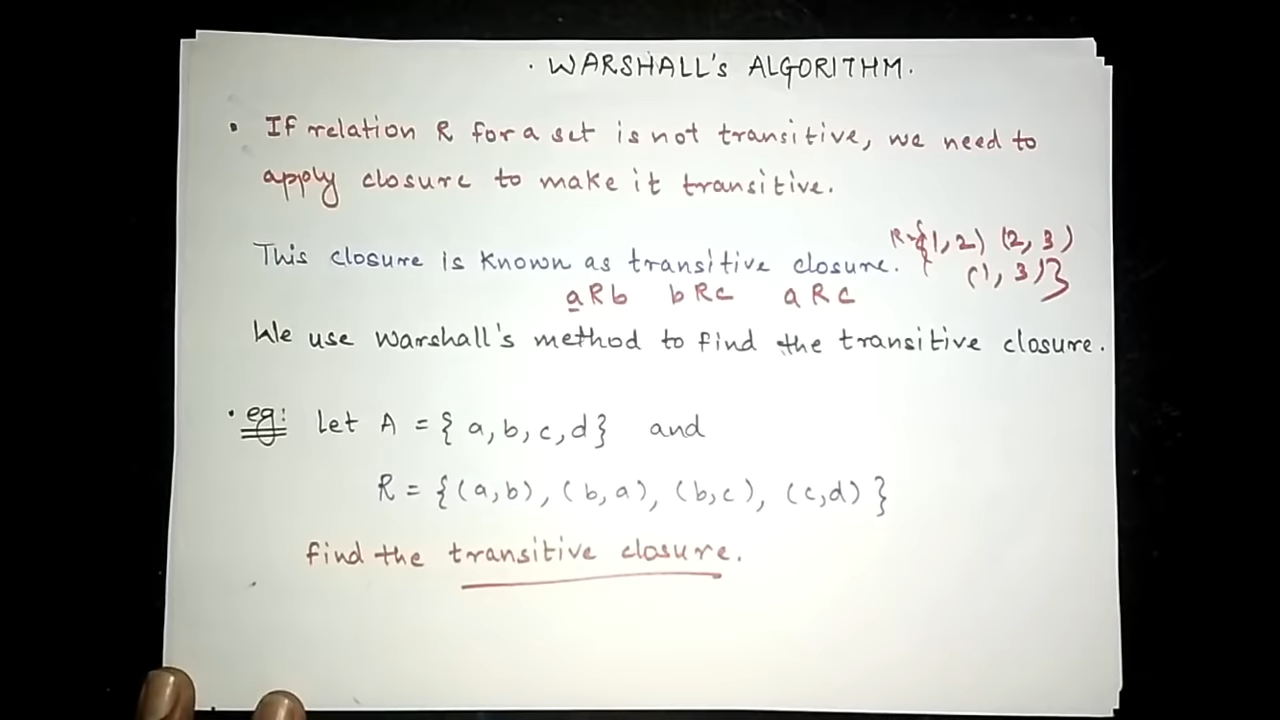 · WARSHALL'S ALGORITHM.
• If relation R for a set is not transitive, we need to
apply closure to make it transitive.
This closure is known as transitive closure.
R={1,2) (2,3)
(1,3)}
aRb bRc aRc
We use Warshall's method to find the transitive closure.
• eg: Let A = {a,b,c,d} and
R = {(a,b), (b,a), (b,c), (c,d)}
find the transitive closure.